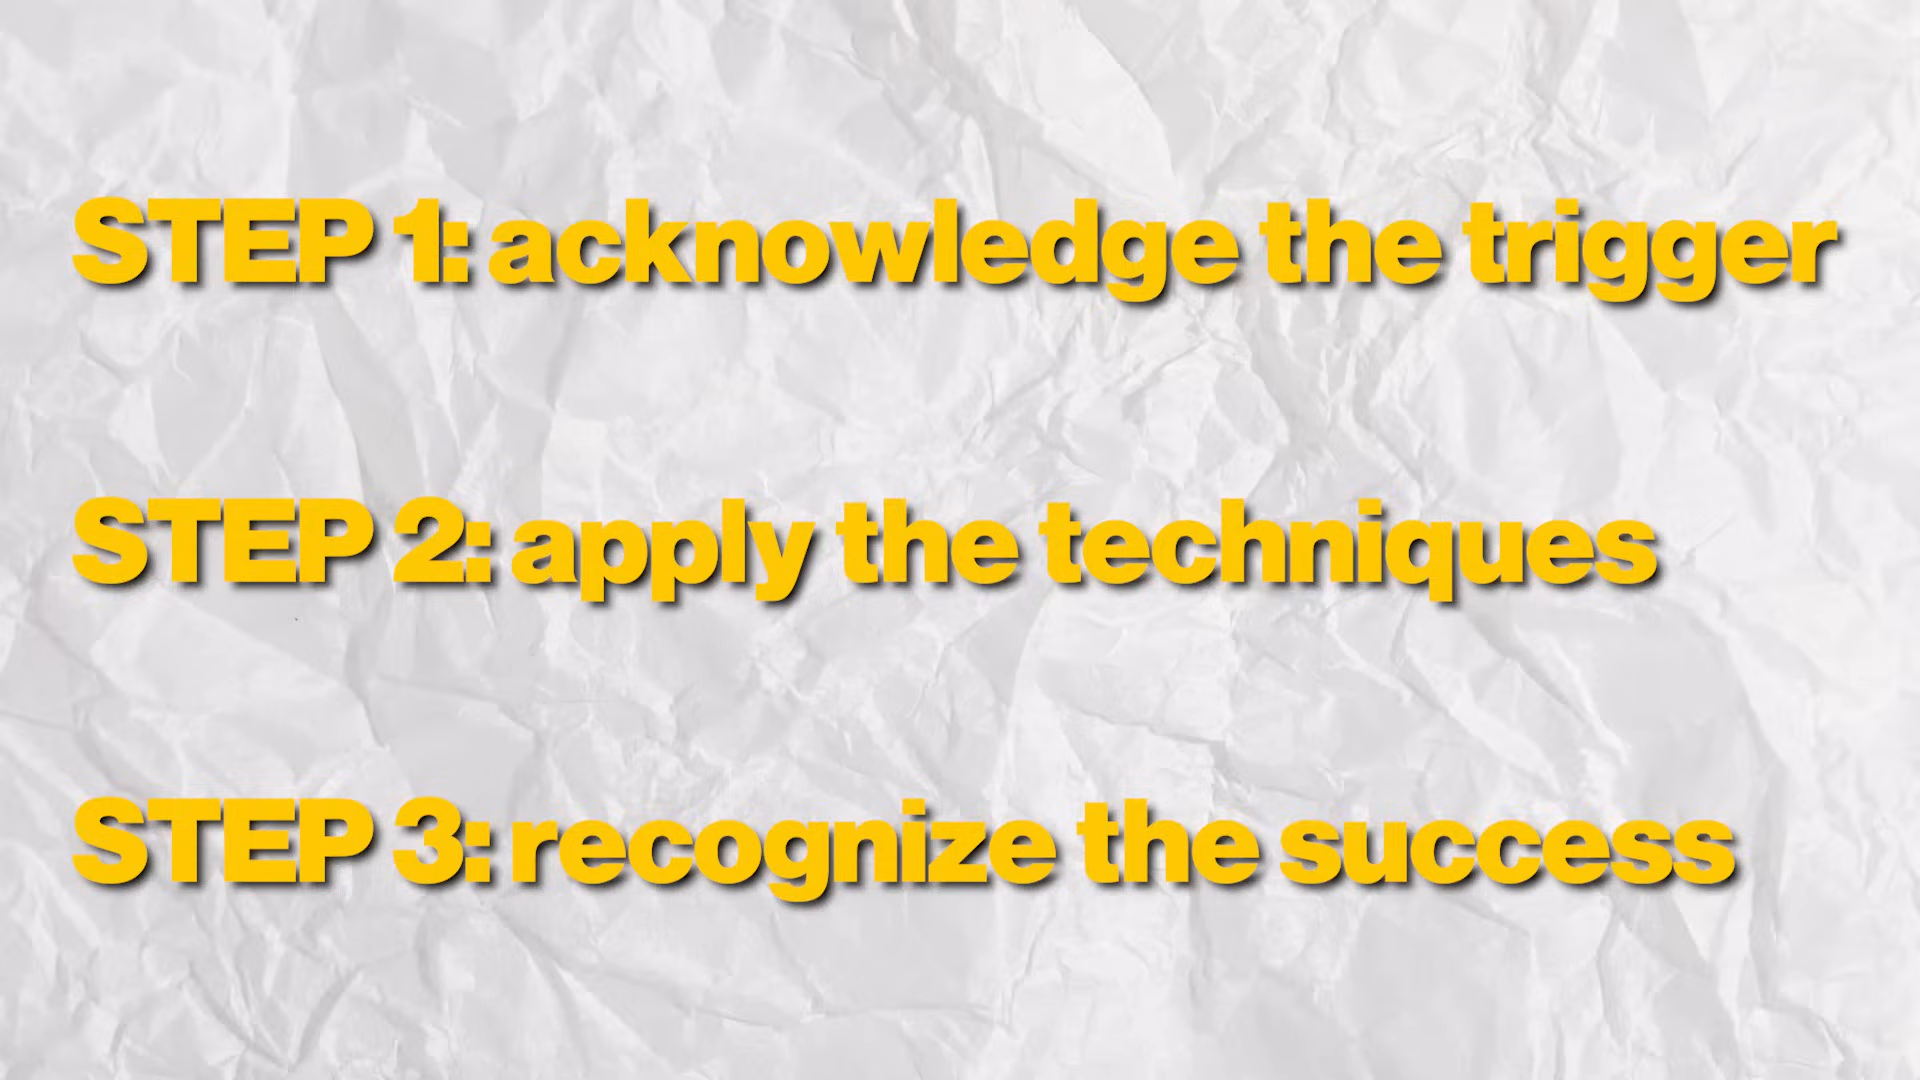 STEP 1: acknowledge the trigger
STEP 2: apply the techniques
STEP 3: recognize the success